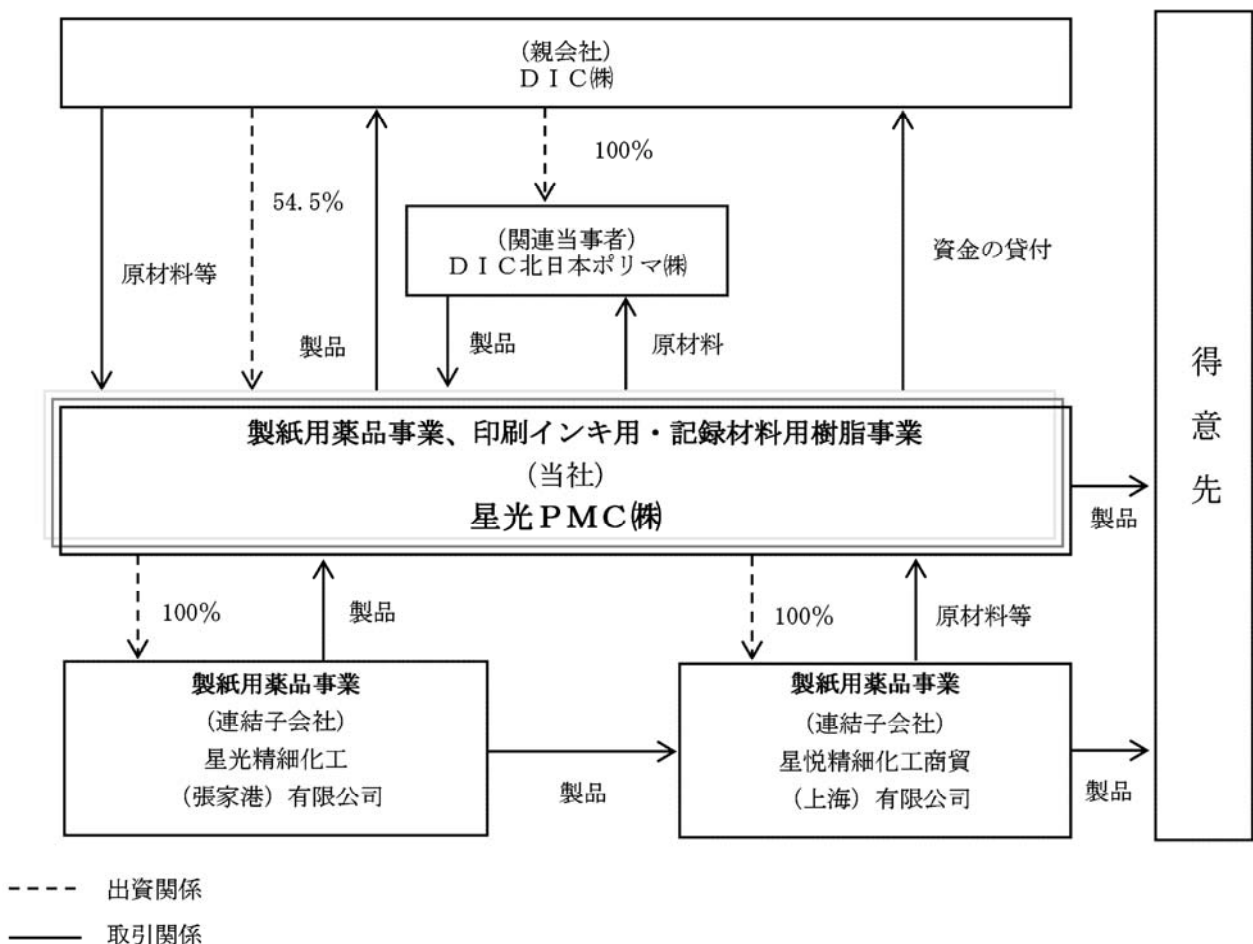 (親会社)
ＤＩＣ㈱
100%
54.5%
(関連当事者)
ＤＩＣ北日本ポリマ㈱
資金の貸付
原材料等
製品
製品
原材料
得意先
製紙用薬品事業、印刷インキ用・記録材料用樹脂事業
(当社)
星光ＰＭＣ㈱
製品
100%
製品
100%
原材料等
製紙用薬品事業
(連結子会社)
星光精細化工
(張家港) 有限公司
製品
製紙用薬品事業
(連結子会社)
星悦精細化工商貿
(上海) 有限公司
製品
出資関係
取引関係